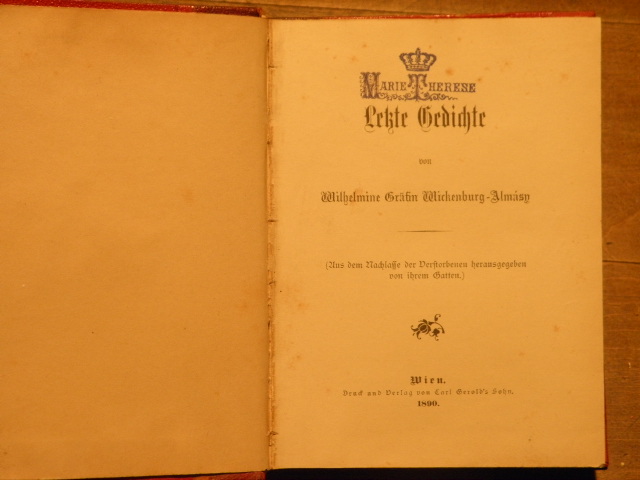 MARIE THERESE
Letzte Gedichte
von
Wilhelmine Gräfin Wickenburg-Almásy
(Aus dem Nachlaße der Verstorbenen herausgegeben
von ihrem Gatten.)
Wien.
Druck und Verlag von Carl Gerold's Sohn.
1890.